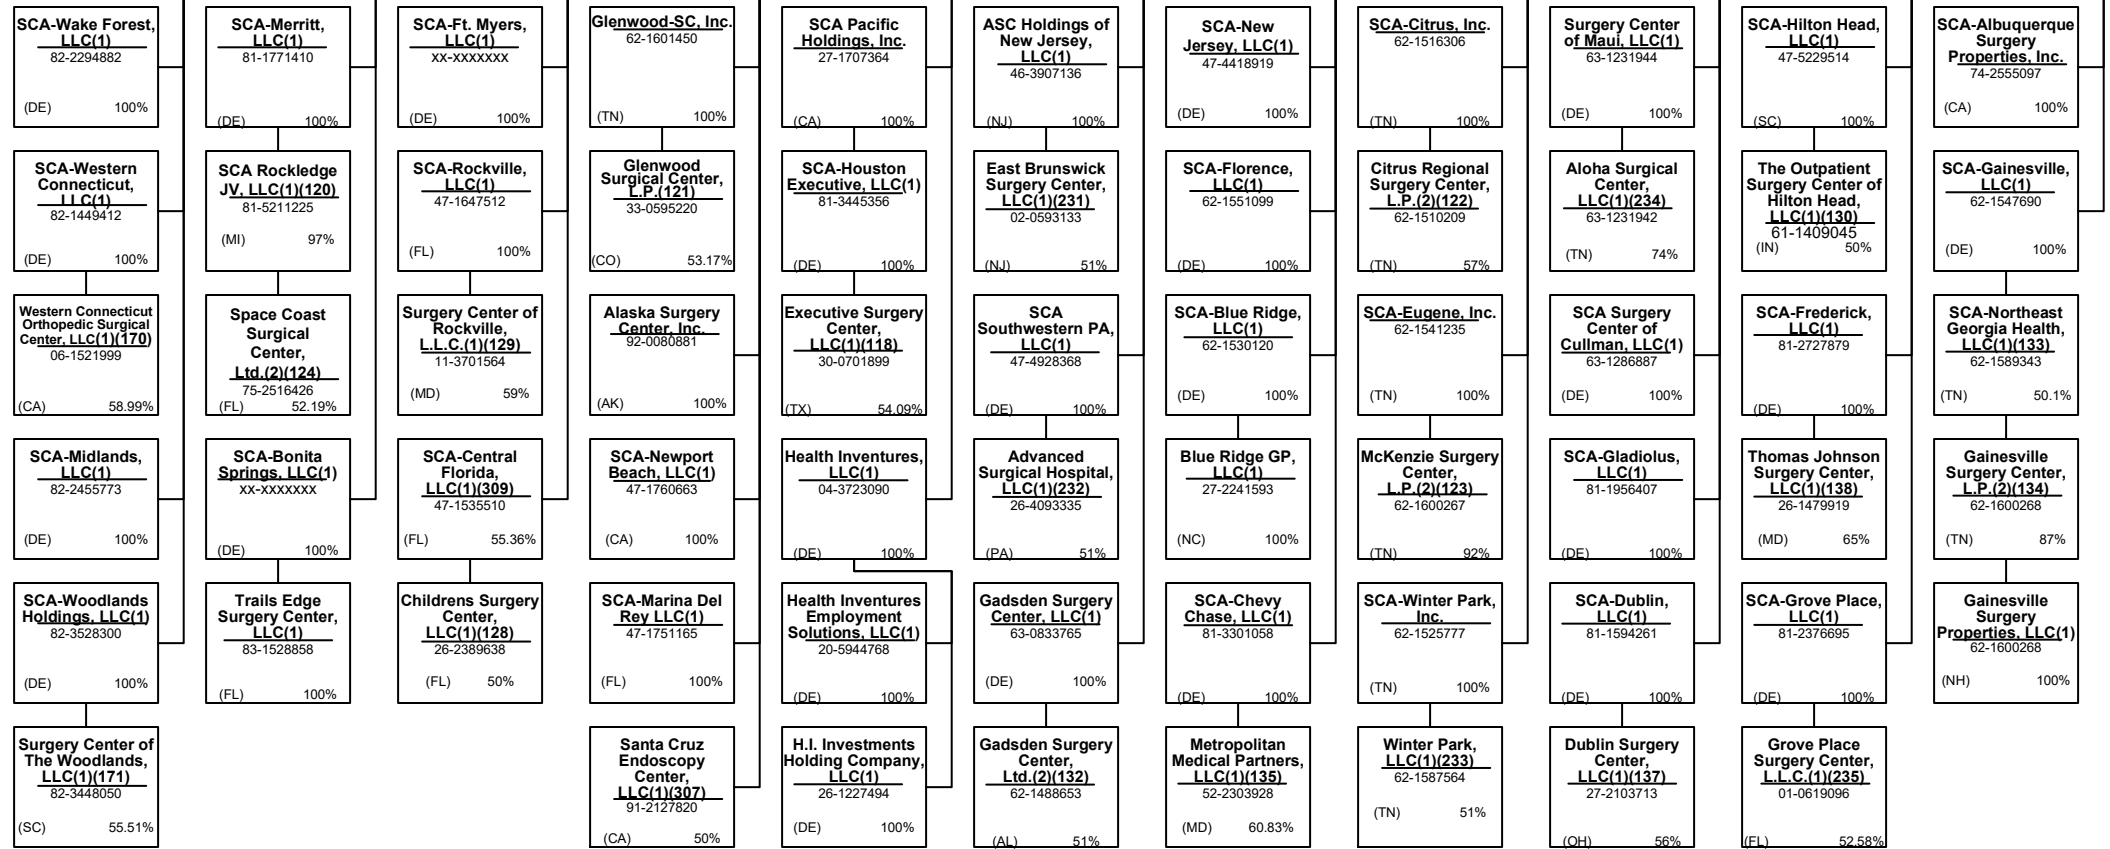 SCA-Wake Forest,
LLC(1)
82-2294882
(DE) 100%
SCA-Western
Connecticut,
LLC(1)
82-1449412
(DE) 100%
Western Connecticut
Orthopedic Surgical
Center, LLC(1)(170)
06-1521999
(CA) 58.99%
SCA-Midlands,
LLC(1)
82-2455773
(DE) 100%
SCA-Woodlands
Holdings, LLC(1)
82-3528300
(DE) 100%
Surgery Center of
The Woodlands,
LLC(1)(171)
82-3448050
(SC) 55.51%
SCA-Merritt,
LLC(1)
81-1771410
(DE) 100%
SCA Rockledge
JV, LLC(1)(120)
81-5211225
(MI) 97%
Space Coast
Surgical
Center,
Ltd.(2)(124)
75-2516426
(FL) 52.19%
SCA-Bonita
Springs, LLC(1)
xx-xxxxxxx
(DE) 100%
Trails Edge
Surgery Center,
LLC(1)
83-1528858
(FL) 100%
SCA-Ft. Myers,
LLC(1)
xx-xxxxxxx
(DE) 100%
SCA-Rockville,
LLC(1)
47-1647512
(FL) 100%
Surgery Center of
Rockville,
L.L.C.(1)(129)
11-3701564
(MD) 59%
SCA-Central
Florida,
LLC(1)(309)
47-1535510
(FL) 55.36%
Childrens Surgery
Center,
LLC(1)(128)
26-2389638
(FL) 50%
Glenwood-SC, Inc.
62-1601450
(TN) 100%
Glenwood
Surgical Center,
L.P.(121)
33-0595220
(CO) 53.17%
Alaska Surgery
Center, Inc.
92-0080881
(AK) 100%
SCA-Newport
Beach, LLC(1)
47-1760663
(CA) 100%
SCA-Marina Del
Rey LLC(1)
47-1751165
(FL) 100%
Santa Cruz
Endoscopy
Center,
LLC(1)(307)
91-2127820
(CA) 50%
SCA Pacific
Holdings, Inc.
27-1707364
(CA) 100%
SCA-Houston
Executive, LLC(1)
81-3445356
(DE) 100%
Executive Surgery
Center,
LLC(1)(118)
30-0701899
(TX) 54.09%
Health Inventures,
LLC(1)
04-3723090
(DE) 100%
Health Inventures
Employment
Solutions, LLC(1)
20-5944768
(DE) 100%
H.I. Investments
Holding Company,
LLC(1)
26-1227494
(DE) 100%
ASC Holdings of
New Jersey,
LLC(1)
46-3907136
(NJ) 100%
East Brunswick
Surgery Center,
LLC(1)(231)
02-0593133
(NJ) 51%
SCA
Southwestern PA,
LLC(1)
47-4928368
(DE) 100%
Advanced
Surgical Hospital,
LLC(1)(232)
26-4093335
(PA) 51%
Gadsden Surgery
Center, LLC(1)
63-0833765
(DE) 100%
Gadsden Surgery
Center,
Ltd.(2)(132)
62-1488653
(AL) 51%
SCA-New
Jersey, LLC(1)
47-4418919
(DE) 100%
SCA-Florence,
LLC(1)
62-1551099
(DE) 100%
SCA-Blue Ridge,
LLC(1)
62-1530120
(DE) 100%
Blue Ridge GP,
LLC(1)
27-2241593
(NC) 100%
SCA-Chevy
Chase, LLC(1)
81-3301058
(DE) 100%
Metropolitan
Medical Partners,
LLC(1)(135)
52-2303928
(MD) 60.83%
SCA-Citrus, Inc.
62-1516306
(TN) 100%
Citrus Regional
Surgery Center,
L.P.(2)(122)
62-1510209
(TN) 57%
SCA-Eugene, Inc.
62-1541235
(TN) 100%
McKenzie Surgery
Center,
L.P.(2)(123)
62-1600267
(TN) 92%
SCA-Winter Park,
Inc.
62-1525777
(TN) 100%
Winter Park,
LLC(1)(233)
62-1587564
(TN) 51%
Surgery Center
of Maui, LLC(1)
63-1231944
(DE) 100%
Aloha Surgical
Center,
LLC(1)(234)
63-1231942
(TN) 74%
SCA Surgery
Center of
Cullman, LLC(1)
63-1286887
(DE) 100%
SCA-Gladiolus,
LLC(1)
81-1956407
(DE) 100%
SCA-Dublin,
LLC(1)
81-1594261
(DE) 100%
Dublin Surgery
Center,
LLC(1)(137)
27-2103713
(OH) 56%
SCA-Hilton Head,
LLC(1)
47-5229514
(SC) 100%
The Outpatient
Surgery Center of
Hilton Head,
LLC(1)(130)
61-1409045
(IN) 50%
SCA-Frederick,
LLC(1)
81-2727879
(DE) 100%
Thomas Johnson
Surgery Center,
LLC(1)(138)
26-1479919
(MD) 65%
SCA-Grove Place,
LLC(1)
81-2376695
(DE) 100%
Grove Place
Surgery Center,
L.L.C.(1)(235)
01-0619096
(FL) 52.58%
SCA-Albuquerque
Surgery
Properties, Inc.
74-2555097
(CA) 100%
SCA-Gainesville,
LLC(1)
62-1547690
(DE) 100%
SCA-Northeast
Georgia Health,
LLC(1)(133)
62-1589343
(TN) 50.1%
Gainesville
Surgery Center,
L.P.(2)(134)
62-1600268
(TN) 87%
Gainesville
Surgery
Properties, LLC(1)
62-1600268
(NH) 100%